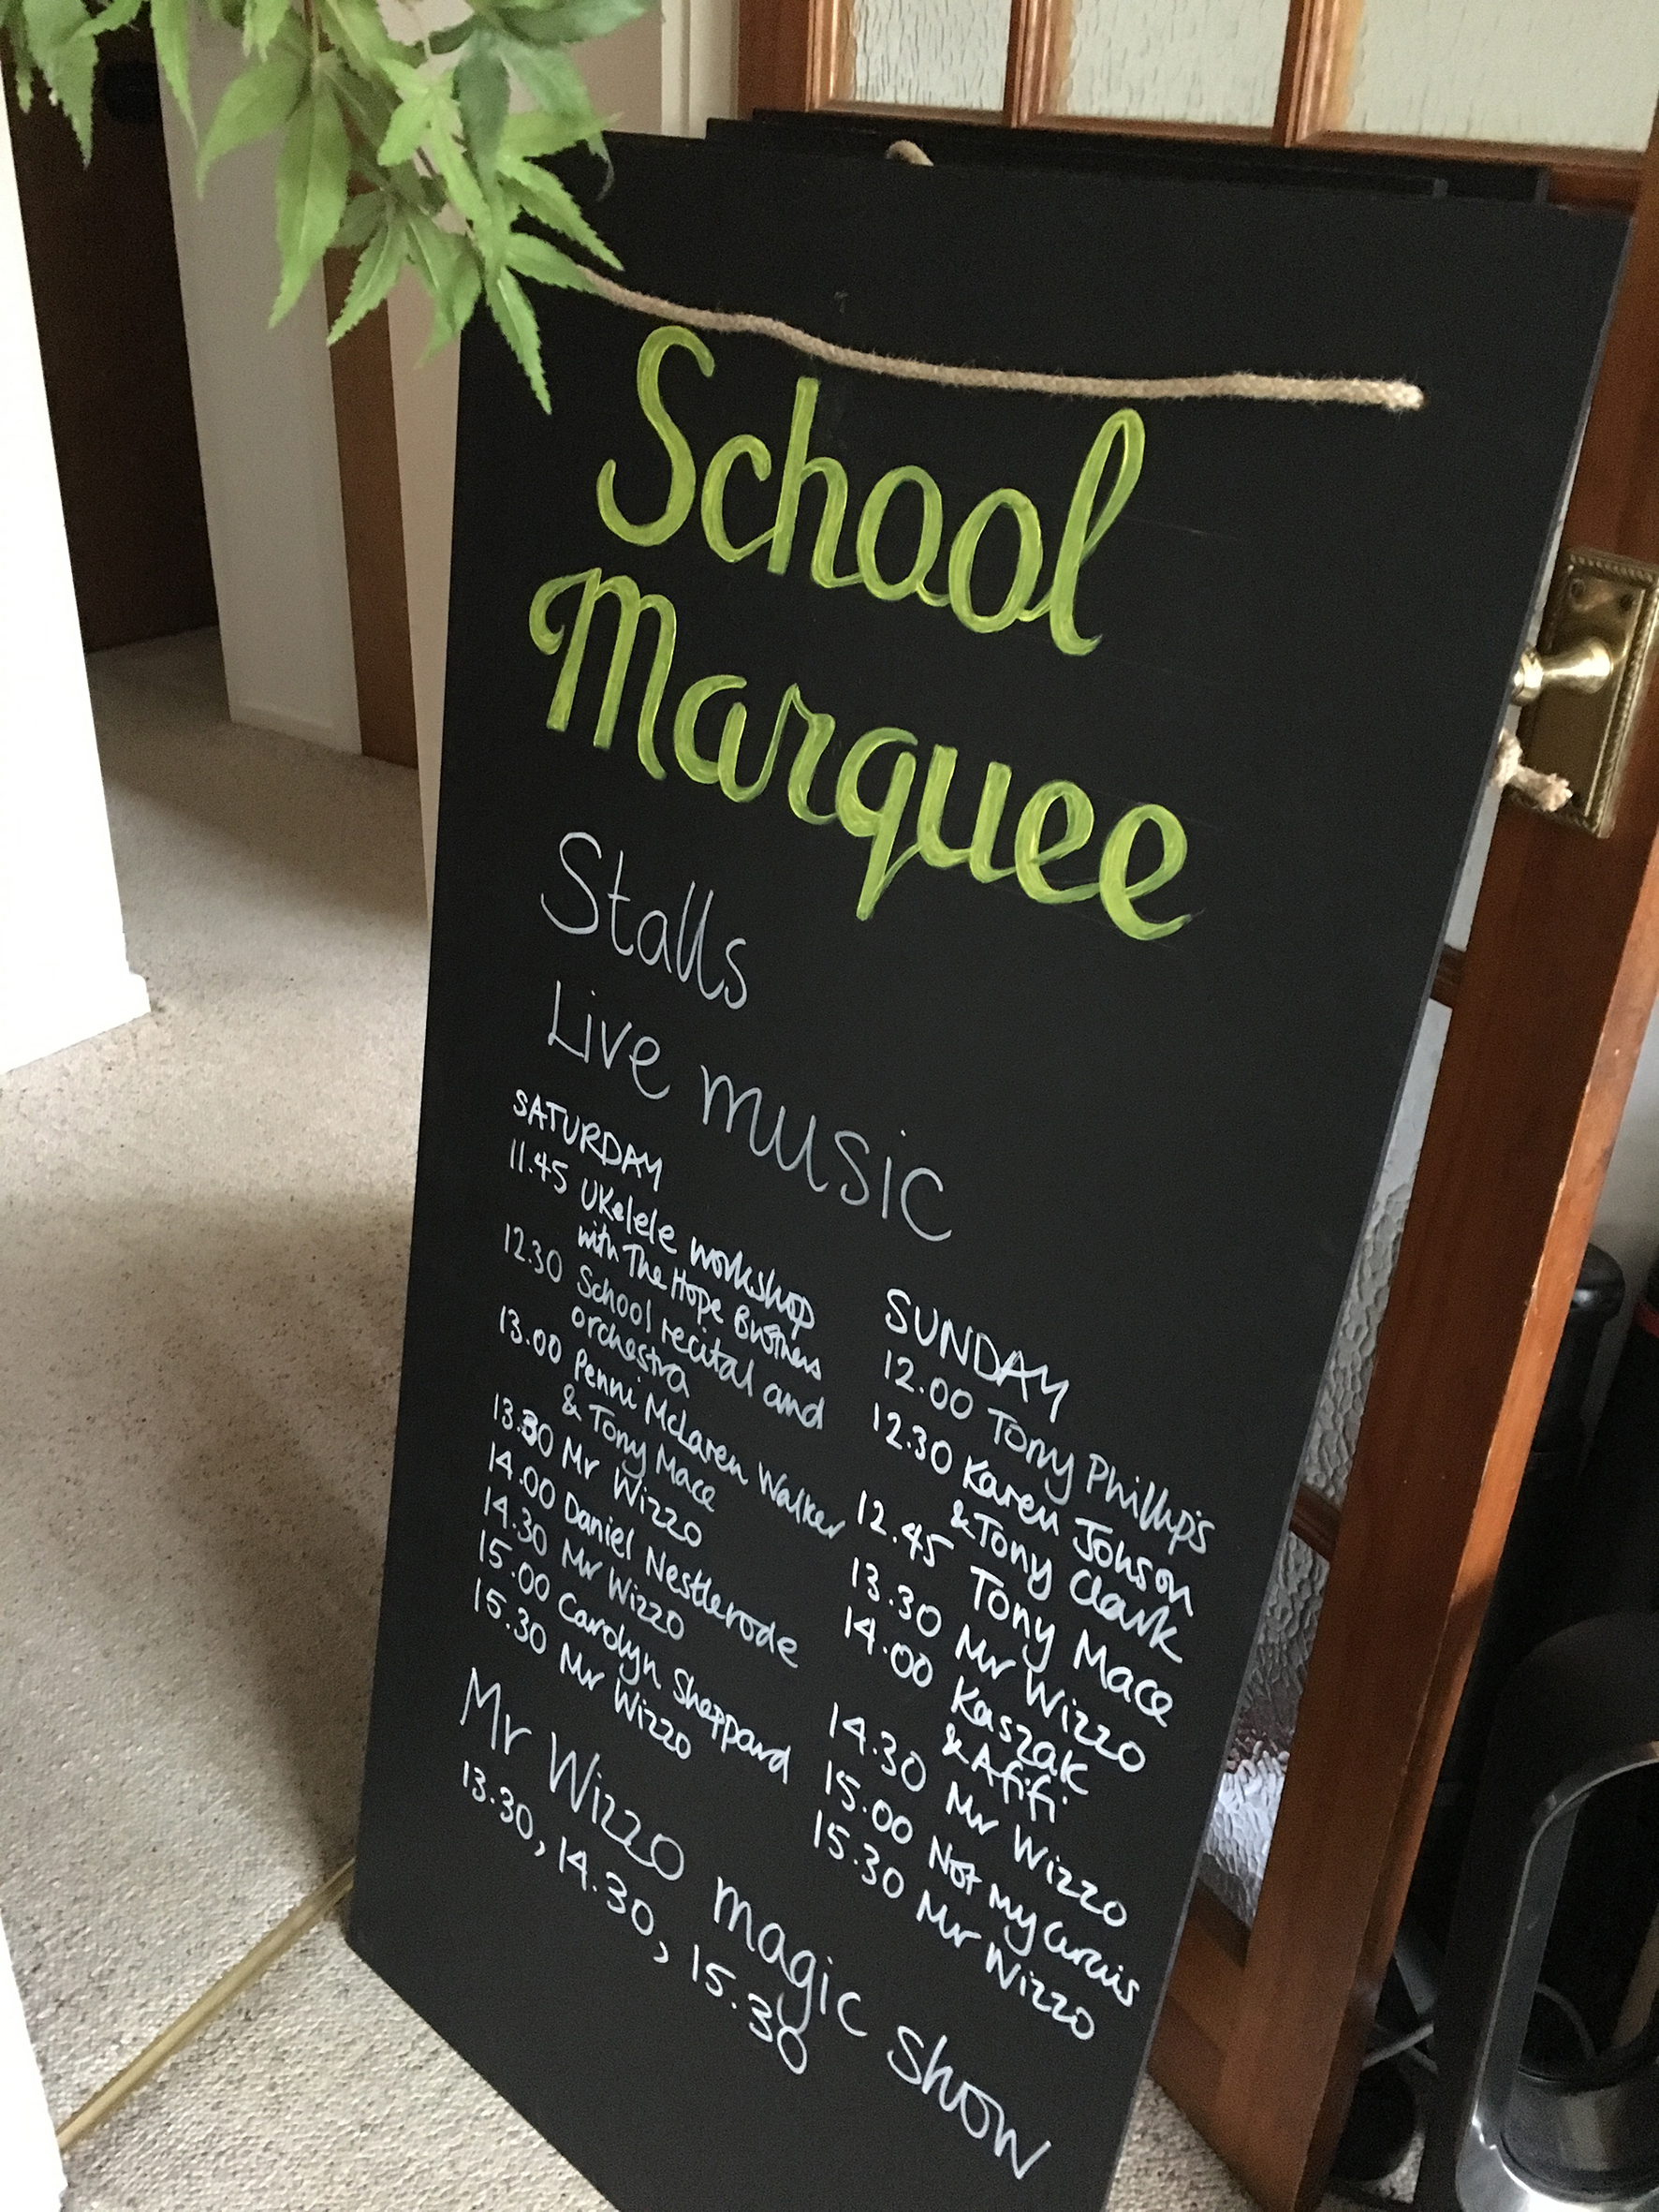 School
Marquee
Stalls
Live music
SATURDAY
11.45 Ukelele workshop
with The Hope Brothers
12.30 School recital and
orchestra
13.00 Penni McLaren Walker
& Tony Mace
13.30 Mr Wizzo
14.00 Daniel Nestlerode
14.30 Mr Wizzo
15.00 Carolyn Sheppard
15.30 Mr Wizzo
SUNDAY
12.00 Tony Phillips
12.30 Karen Johnson
& Tony Clark
12.45 Tony Mace
13.30 Mr Wizzo
14.00 Kaszak
& Afifi
14.30 Mr Wizzo
15.00 Not my Circus
15.30 Mr Wizzo
Mr Wizzo magic show
13.30, 14.30, 15.30